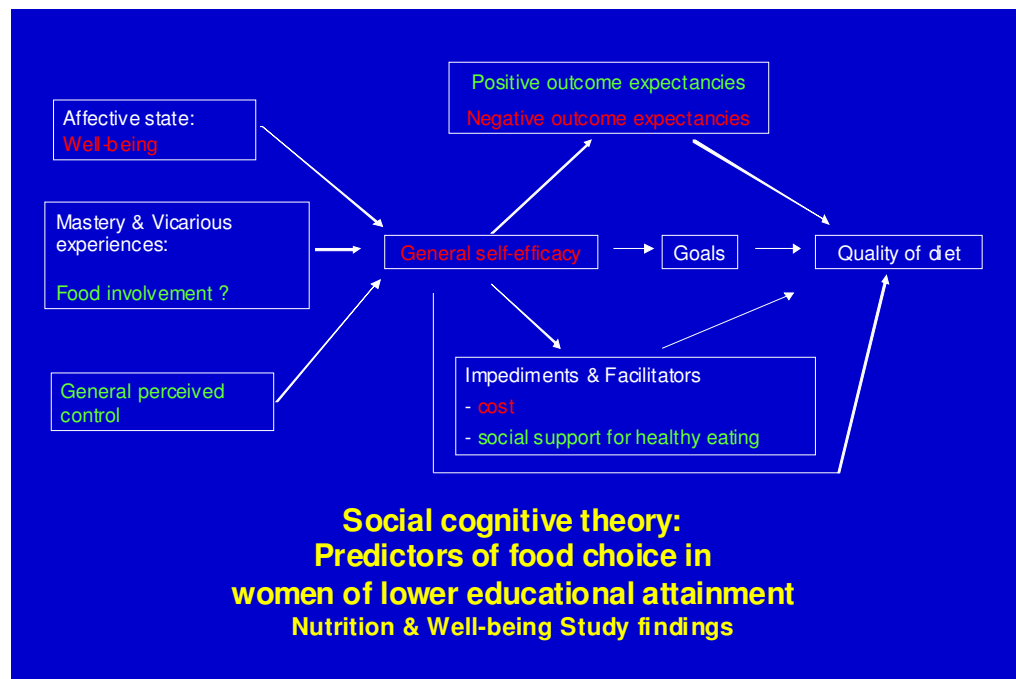 Positive outcome expectancies
Negative outcome expectancies
Affective state:
Well-being
Mastery & Vicarious
experiences:
Food involvement ?
General self-efficacy
Goals
Quality of diet
General perceived
control
Impediments & Facilitators
- cost
- social support for healthy eating
Social cognitive theory:
Predictors of food choice in
women of lower educational attainment
Nutrition & Well-being Study findings